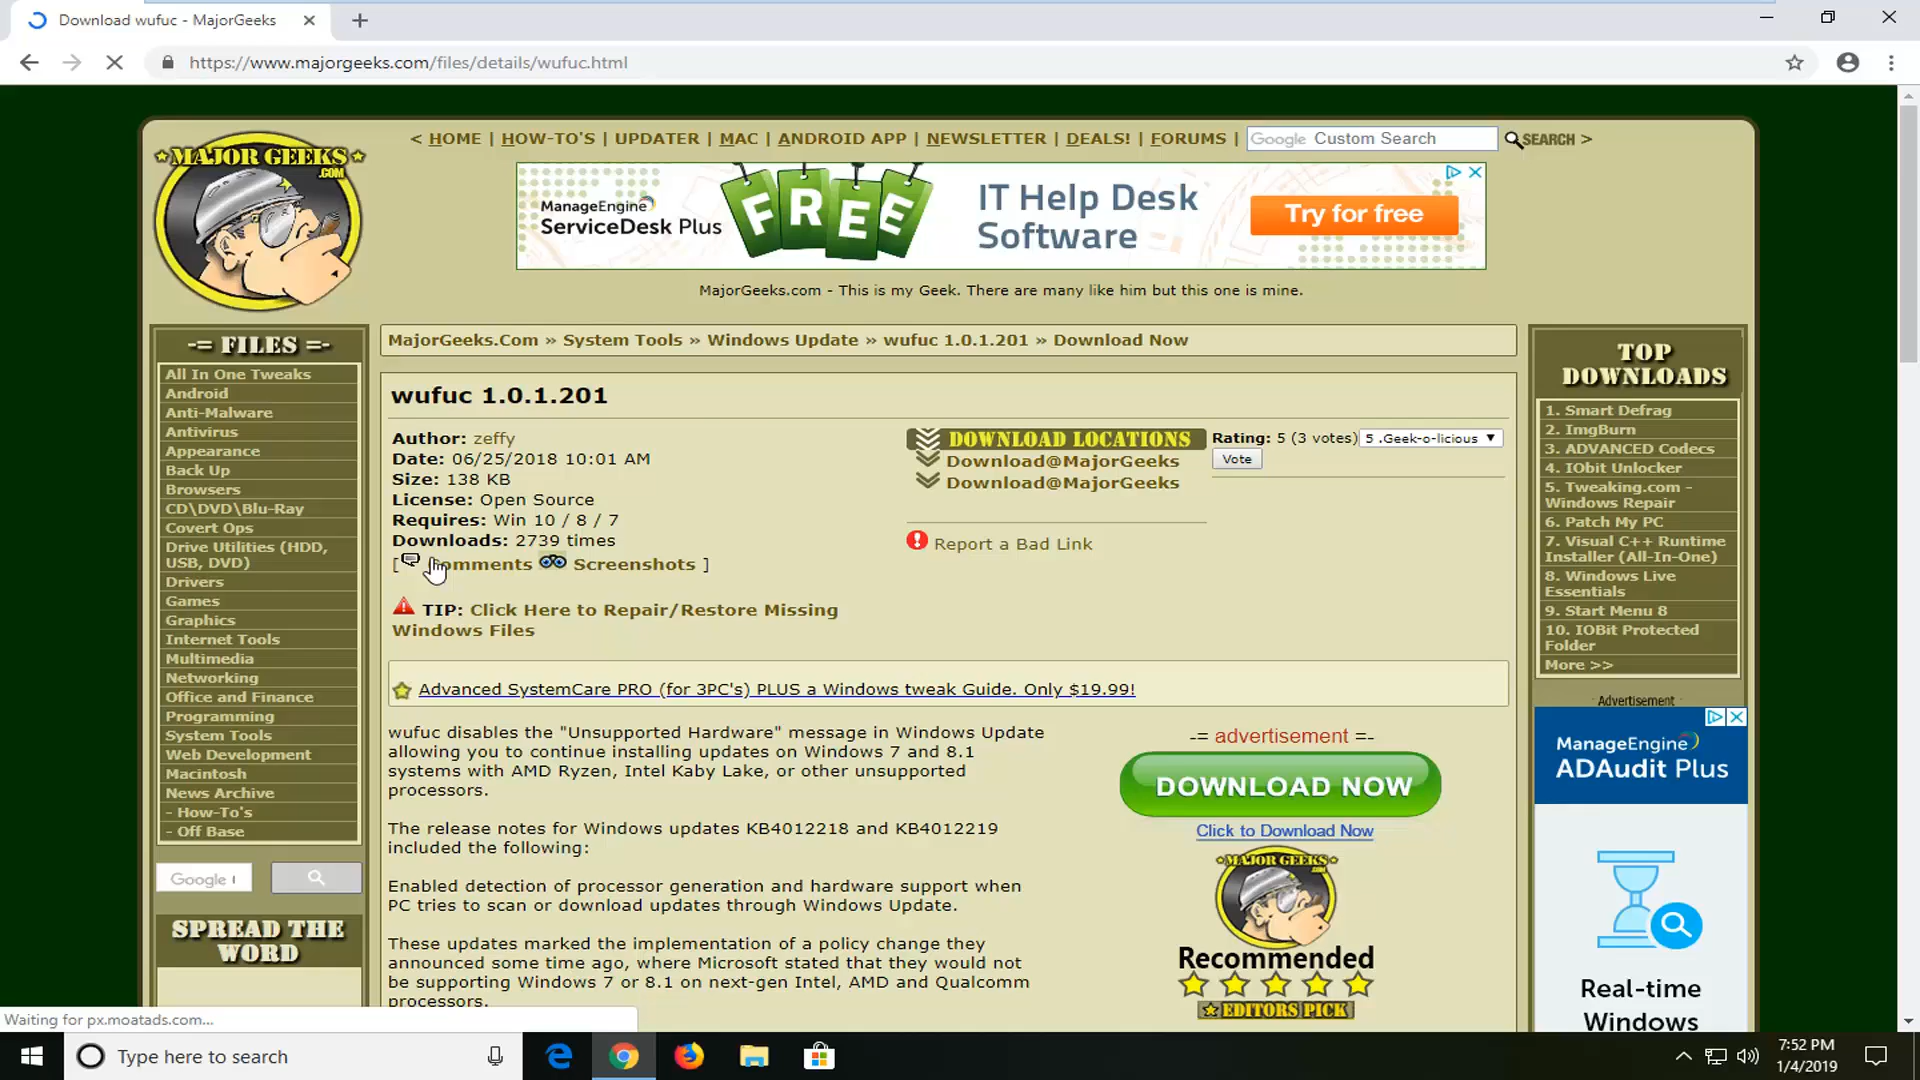 Download wufuc - MajorGeeks
https://www.majorgeeks.com/files/details/wufuc.html
< HOME | HOW-TO'S | UPDATER | MAC | ANDROID APP | NEWSLETTER | DEALS! | FORUMS | Google Custom Search SEARCH >
MAJOR GEEKS
.COM
ManageEngine
ServiceDesk Plus
FREE
IT Help Desk
Software
Try for free
MajorGeeks.com - This is my Geek. There are many like him but this one is mine.
-= FILES =-
All In One Tweaks
Android
Anti-Malware
Antivirus
Appearance
Back Up
Browsers
CD\DVD\Blu-Ray
Covert Ops
Drive Utilities (HDD,
USB, DVD)
Drivers
Games
Graphics
Internet Tools
Multimedia
Networking
Office and Finance
Programming
System Tools
Web Development
Macintosh
News Archive
- How-To's
- Off Base
Google
SPREAD THE
WORD
MajorGeeks.Com » System Tools » Windows Update » wufuc 1.0.1.201 » Download Now
wufuc 1.0.1.201
Author: zeffy
Date: 06/25/2018 10:01 AM
Size: 138 KB
License: Open Source
Requires: Win 10 / 8 / 7
Downloads: 2739 times
[ omments Screenshots ]
DOWNLOAD LOCATIONS
Download@MajorGeeks
Download@MajorGeeks
Report a Bad Link
Rating: 5 (3 votes) 5 .Geek-o-licious
Vote
TIP: Click Here to Repair/Restore Missing
Windows Files
Advanced SystemCare PRO (for 3PC's) PLUS a Windows tweak Guide. Only $19.99!
wufuc disables the "Unsupported Hardware" message in Windows Update
allowing you to continue installing updates on Windows 7 and 8.1
systems with AMD Ryzen, Intel Kaby Lake, or other unsupported
processors.
The release notes for Windows updates KB4012218 and KB4012219
included the following:
Enabled detection of processor generation and hardware support when
PC tries to scan or download updates through Windows Update.
These updates marked the implementation of a policy change they
announced some time ago, where Microsoft stated that they would not
be supporting Windows 7 or 8.1 on next-gen Intel, AMD and Qualcomm
processors.
-= advertisement =-
DOWNLOAD NOW
Click to Download Now
MAJOR GEEKS
Recommended
EDITORS PICK
TOP
DOWNLOADS
1. Smart Defrag
2. ImgBurn
3. ADVANCED Codecs
4. IObit Unlocker
5. Tweaking.com -
Windows Repair
6. Patch My PC
7. Visual C++ Runtime
Installer (All-In-One)
8. Windows Live
Essentials
9. Start Menu 8
10. IOBit Protected
Folder
More >>
Advertisement
ManageEngine
ADAudit Plus
Real-time
Windows
Waiting for px.moatads.com...
Type here to search
7:52 PM
1/4/2019